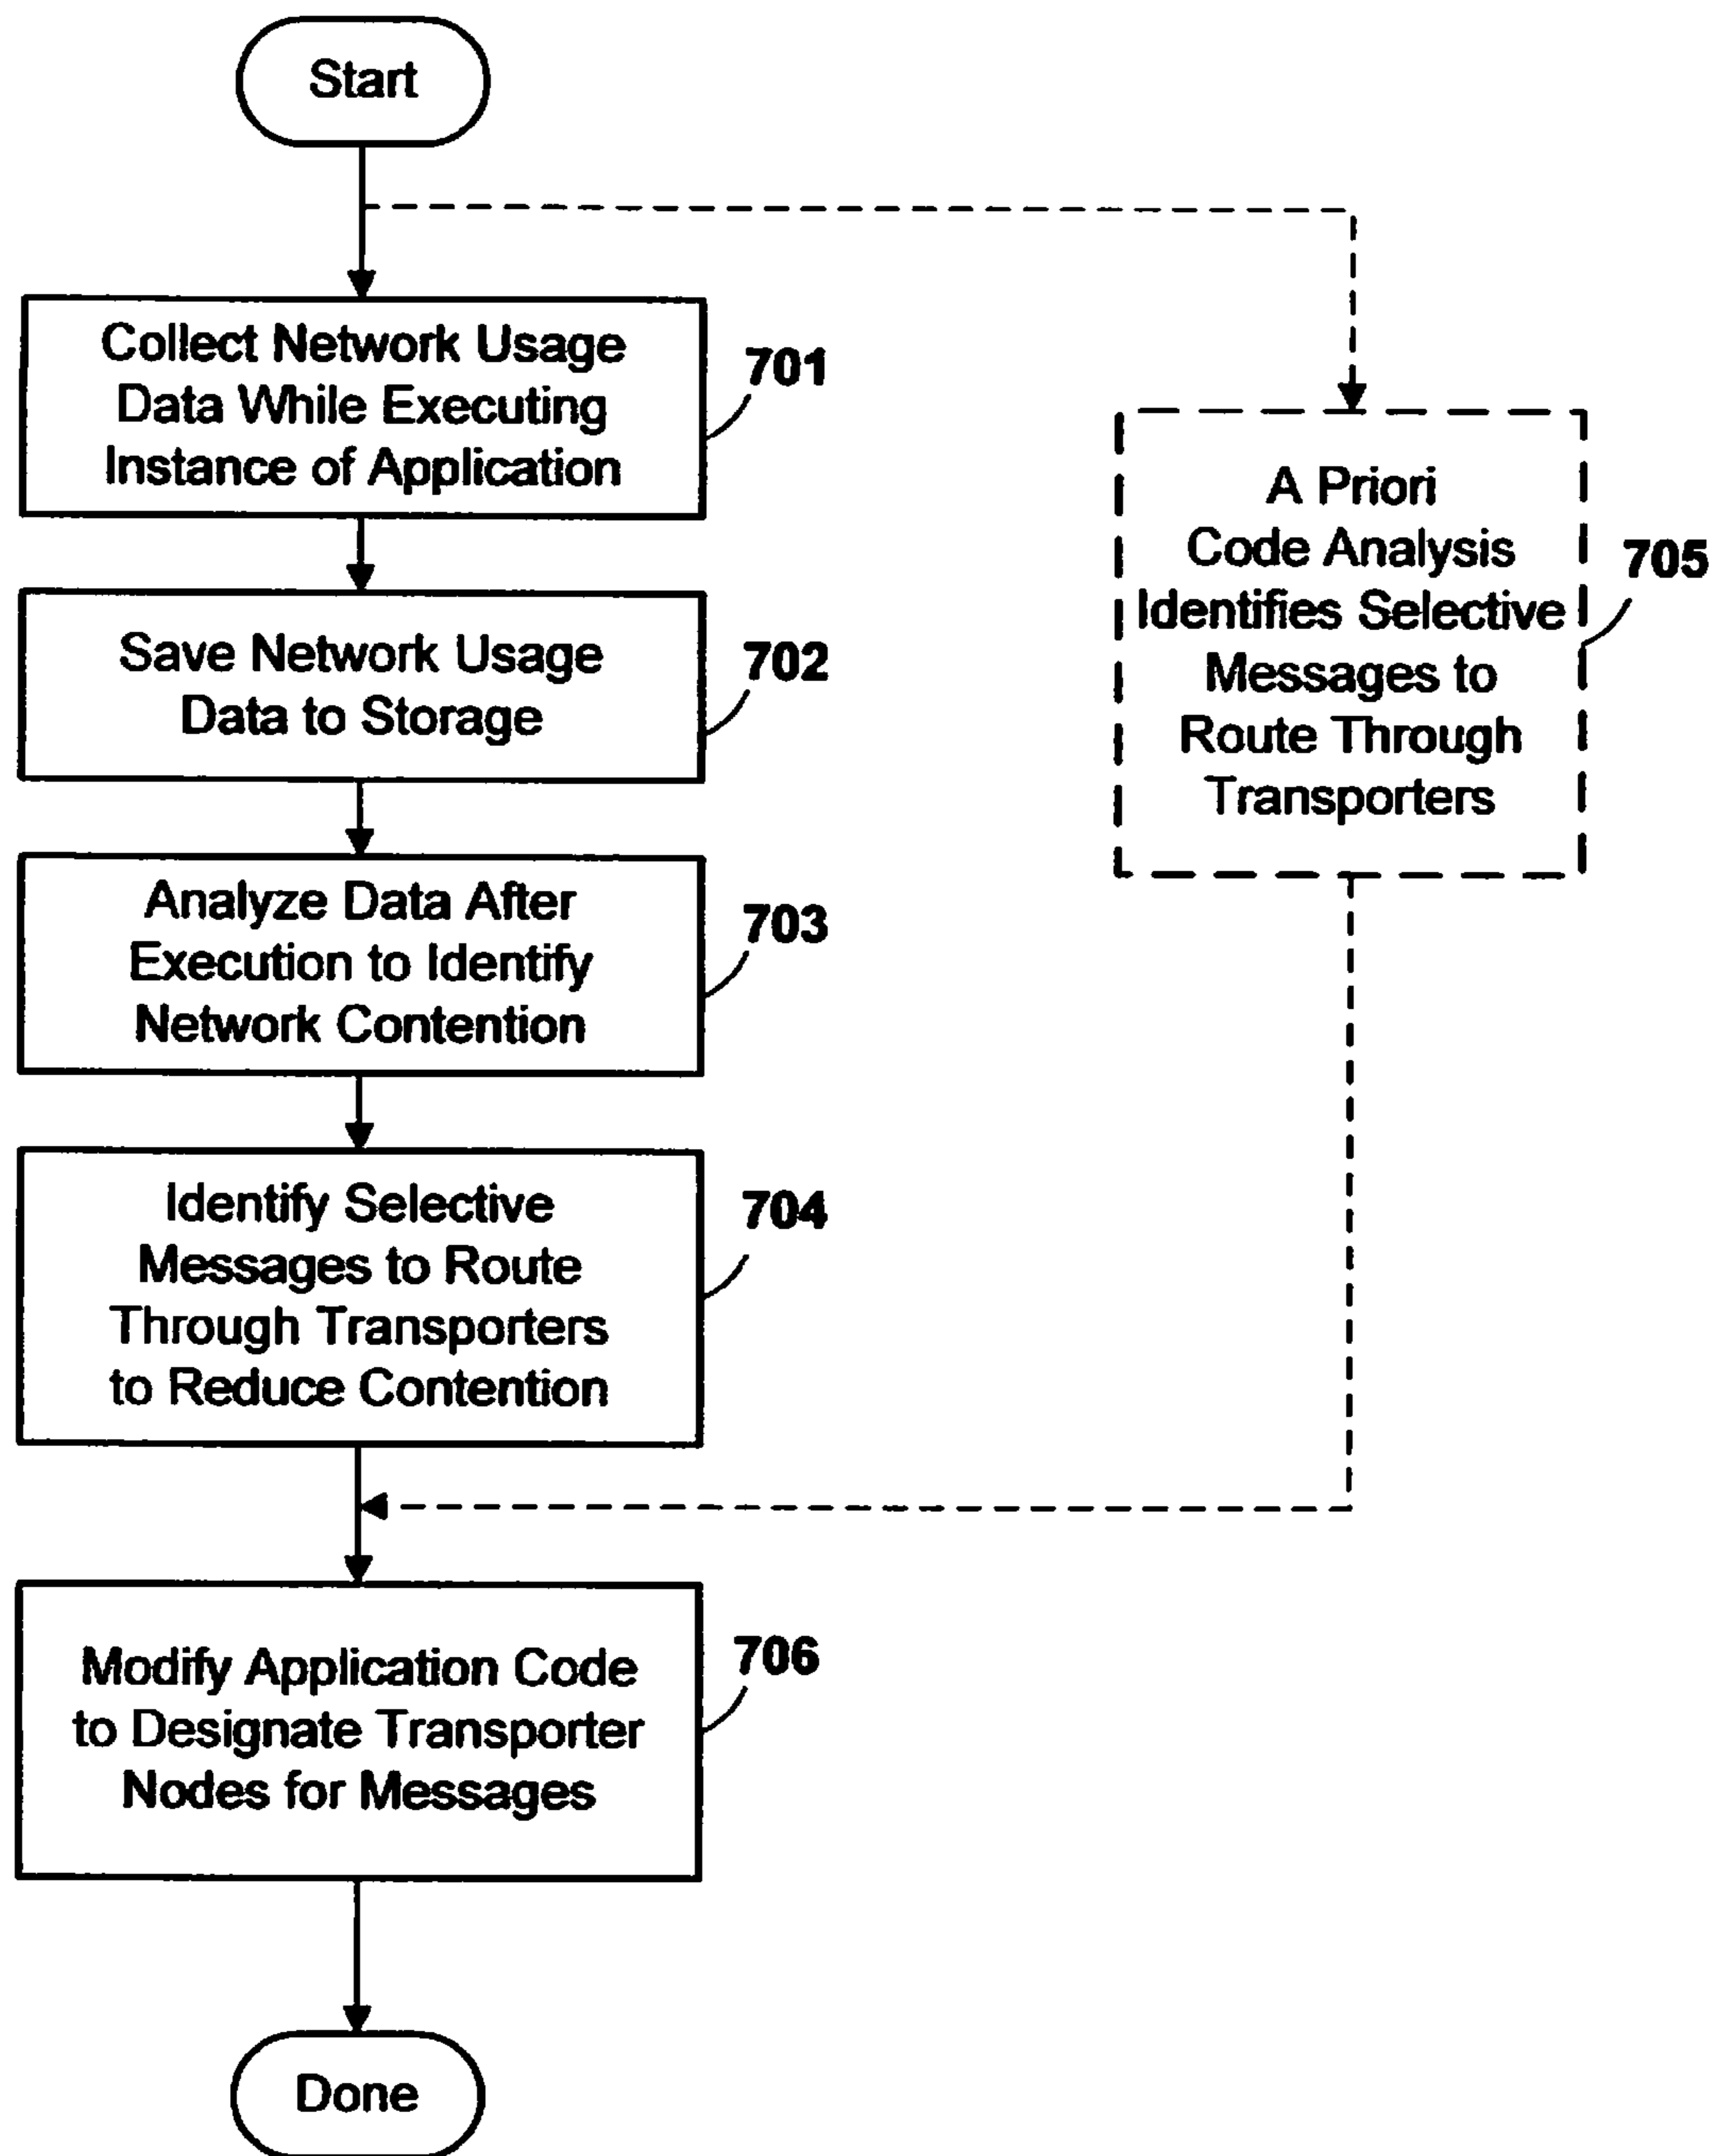 Start
Collect Network Usage
Data While Executing
Instance of Application
701
Save Network Usage
Data to Storage
702
Analyze Data After
Execution to Identify
Network Contention
703
Identify Selective
Messages to Route
Through Transporters
to Reduce Contention
704
A Priori
Code Analysis
Identifies Selective
Messages to
Route Through
Transporters
705
Modify Application Code
to Designate Transporter
Nodes for Messages
706
Done